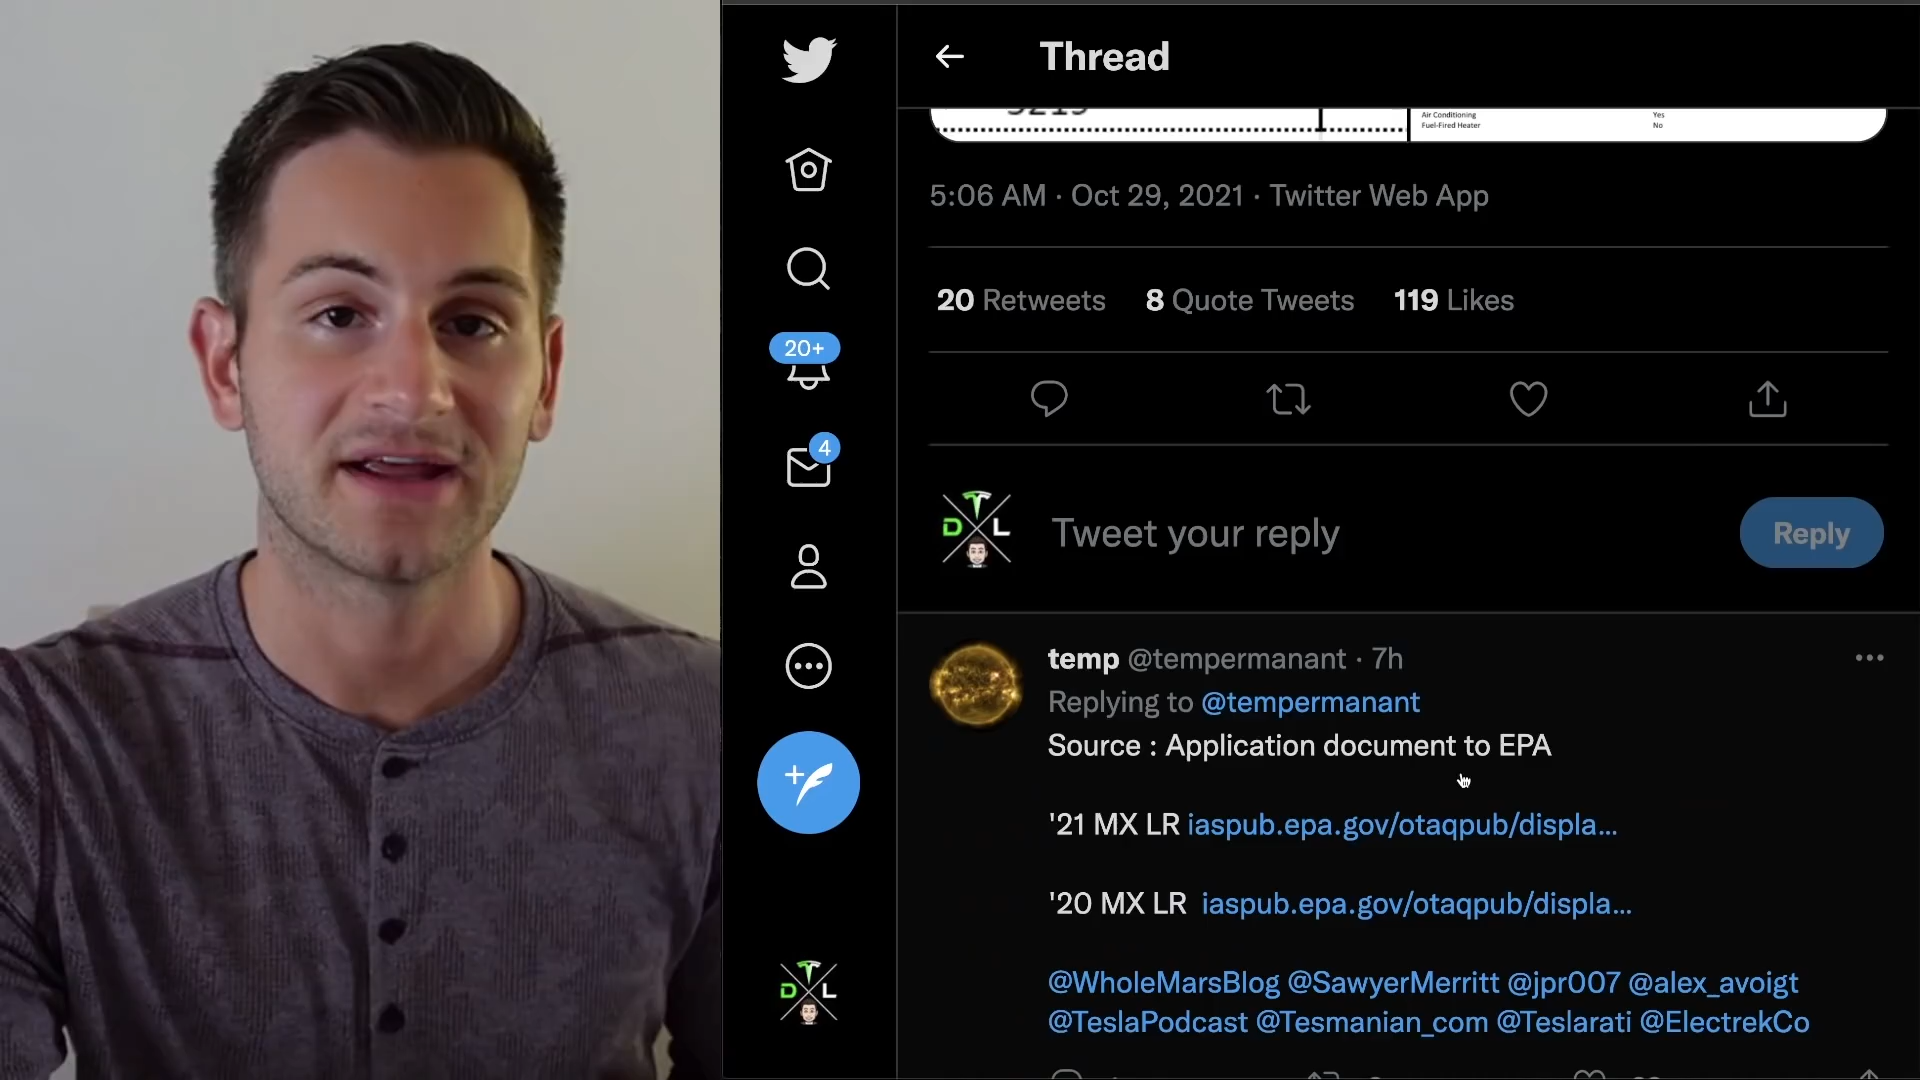 Thread
Air Conditioning Yes
Fuel-Fired Heater No
5:06 AM · Oct 29, 2021 · Twitter Web App
20 Retweets 8 Quote Tweets 119 Likes
20+
4
D L
Tweet your reply
Reply
temp @tempermanant · 7h
Replying to @tempermanant
Source : Application document to EPA
'21 MX LR iaspub.epa.gov/otaqpub/displa...
'20 MX LR iaspub.epa.gov/otaqpub/displa...
@WholeMarsBlog @SawyerMerritt @jpr007 @alex_avoigt
@TeslaPodcast @Tesmanian_com @Teslarati @ElectrekCo
D L